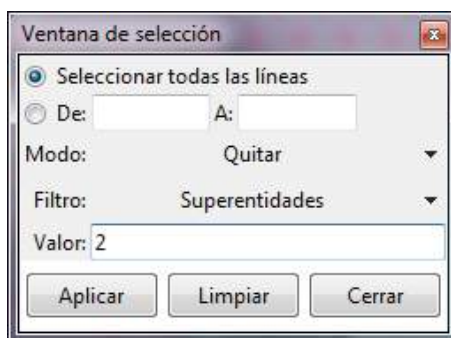 Ventana de selección
Seleccionar todas las líneas
De: A:
Modo: Quitar
Filtro: Superentidades
Valor: 2
Aplicar Limpiar Cerrar